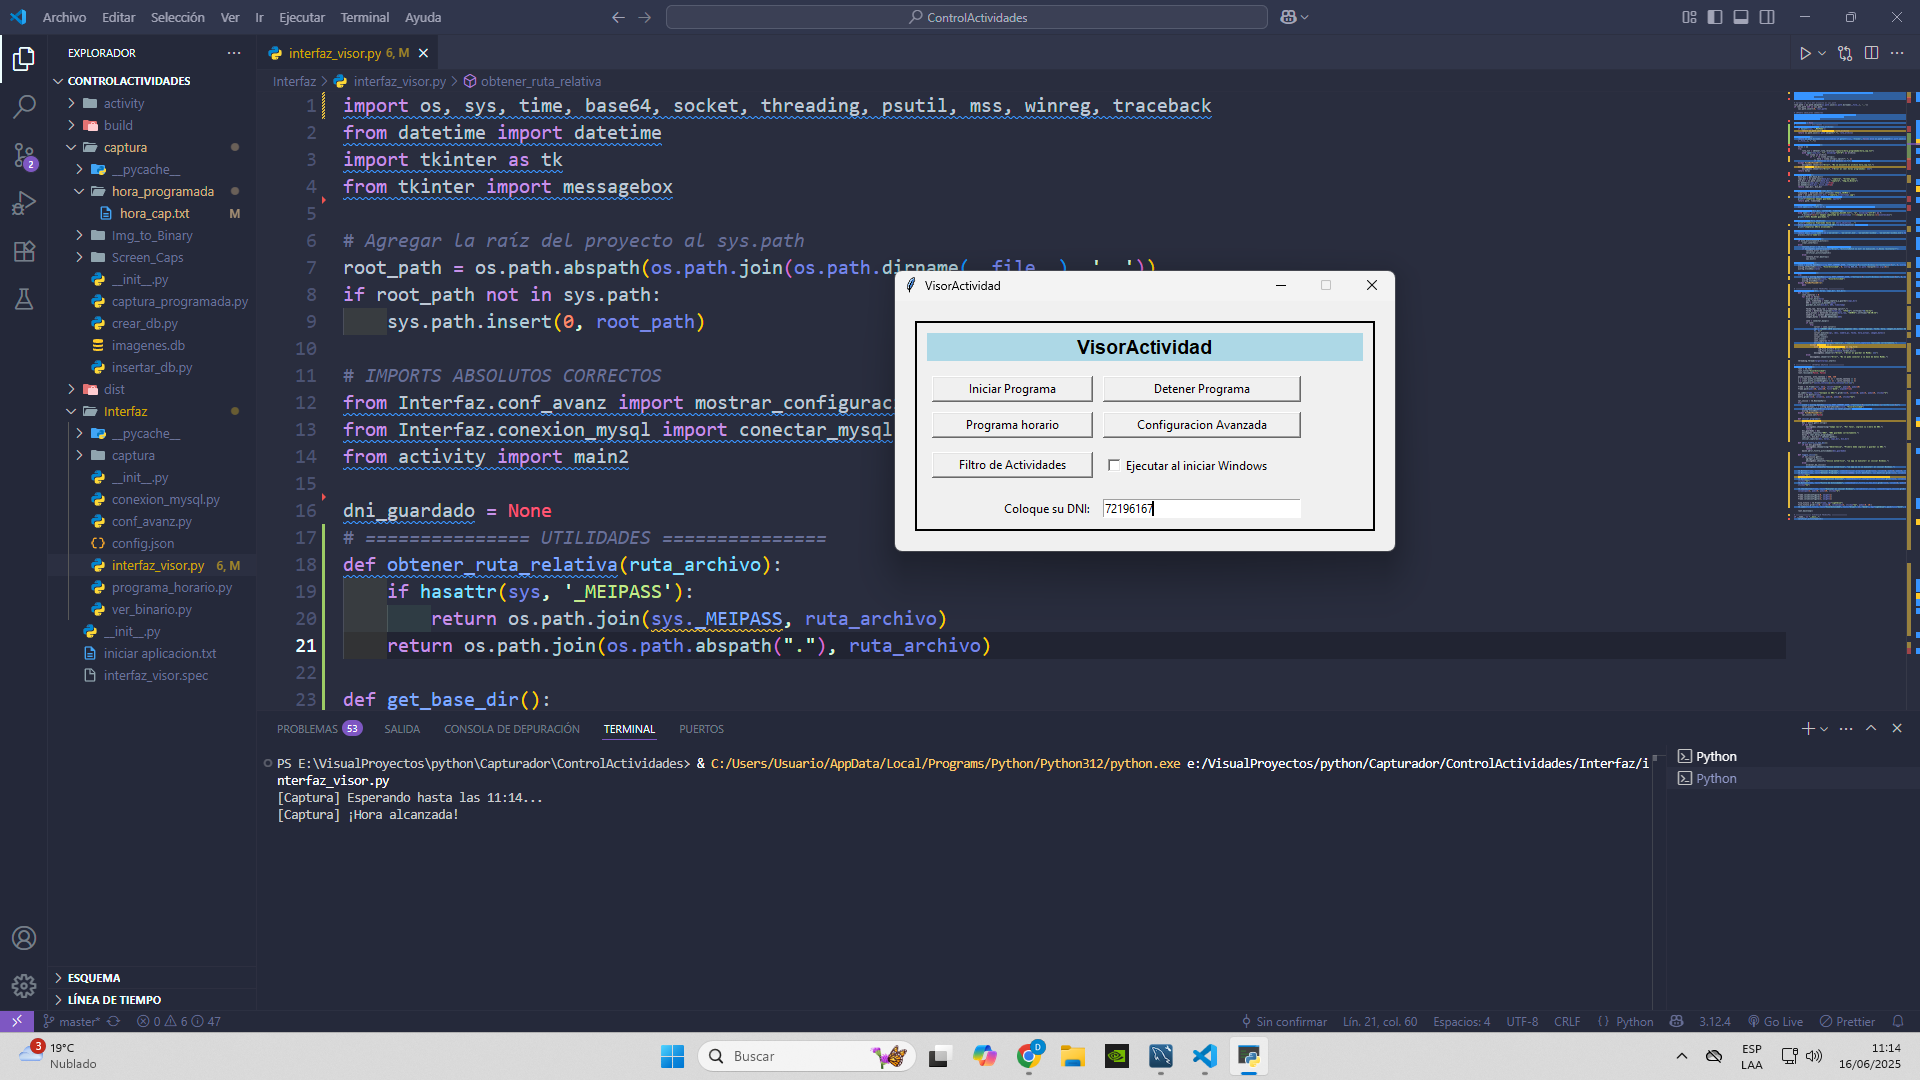 Archivo Editar Selección Ver Ir Ejecutar Terminal Ayuda
ControlActividades
EXPLORADOR
CONTROLACTIVIDADES
activity
build
captura
__pycache__
hora_programada
hora_cap.txt M
Img_to_Binary
Screen_Caps
__init__.py
captura_programada.py
crear_db.py
imagenes.db
insertar_db.py
dist
Interfaz
__pycache__
captura
__init__.py
conexion_mysql.py
conf_avanz.py
config.json
interfaz_visor.py 6, M
programa_horario.py
ver_binario.py
__init__.py
iniciar aplicacion.txt
interfaz_visor.spec
ESQUEMA
LÍNEA DE TIEMPO
2
interfaz_visor.py 6, M
Interfaz > interfaz_visor.py > obtener_ruta_relativa
1 import os, sys, time, base64, socket, threading, psutil, mss, winreg, traceback
2 from datetime import datetime
3 import tkinter as tk
4 from tkinter import messagebox
5
6 # Agregar la raíz del proyecto al sys.path
7 root_path = os.path.abspath(os.path.join(os.path.dirname(__file__), '..'))
8 if root_path not in sys.path:
9 sys.path.insert(0, root_path)
10
11 # IMPORTS ABSOLUTOS CORRECTOS
12 from Interfaz.conf_avanz import mostrar_configurac
13 from Interfaz.conexion_mysql import conectar_mysql
14 from activity import main2
15
16 dni_guardado = None
17 # =============== UTILIDADES ===============
18 def obtener_ruta_relativa(ruta_archivo):
19 if hasattr(sys, '_MEIPASS'):
20 return os.path.join(sys._MEIPASS, ruta_archivo)
21 return os.path.join(os.path.abspath("."), ruta_archivo)
22
23 def get_base_dir():
VisorActividad
VisorActividad
Iniciar Programa Detener Programa
Programa horario Configuracion Avanzada
Filtro de Actividades Ejecutar al iniciar Windows
Coloque su DNI: 72196167
PROBLEMAS 53 SALIDA CONSOLA DE DEPURACIÓN TERMINAL PUERTOS
PS E:\VisualProyectos\python\Capturador\ControlActividades> & C:/Users/Usuario/AppData/Local/Programs/Python/Python312/python.exe e:/VisualProyectos/python/Capturador/ControlActividades/Interfaz/i
nterfaz_visor.py
[Captura] Esperando hasta las 11:14...
[Captura] ¡Hora alcanzada!
Python
Python
master* 0 6 47
Sin confirmar Lín. 21, col. 60 Espacios: 4 UTF-8 CRLF Python 3.12.4 Go Live Prettier
3 19°C
Nublado
Buscar
D
ESP
LAA
11:14
16/06/2025